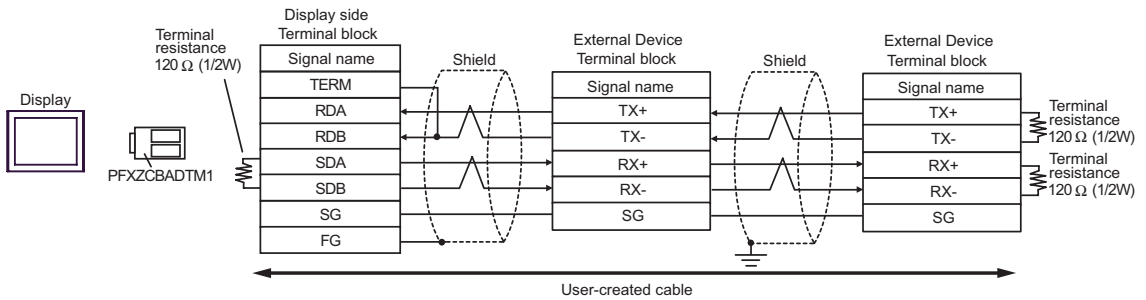 Display
PFXZCBADTM1
Terminal
resistance
120 Ω (1/2W)
Display side
Terminal block
Signal name
TERM
RDA
RDB
SDA
SDB
SG
FG
Shield
External Device
Terminal block
Signal name
TX+
TX-
RX+
RX-
SG
Shield
External Device
Terminal block
Signal name
TX+
TX-
RX+
RX-
SG
Terminal
resistance
120 Ω (1/2W)
Terminal
resistance
120 Ω (1/2W)
User-created cable